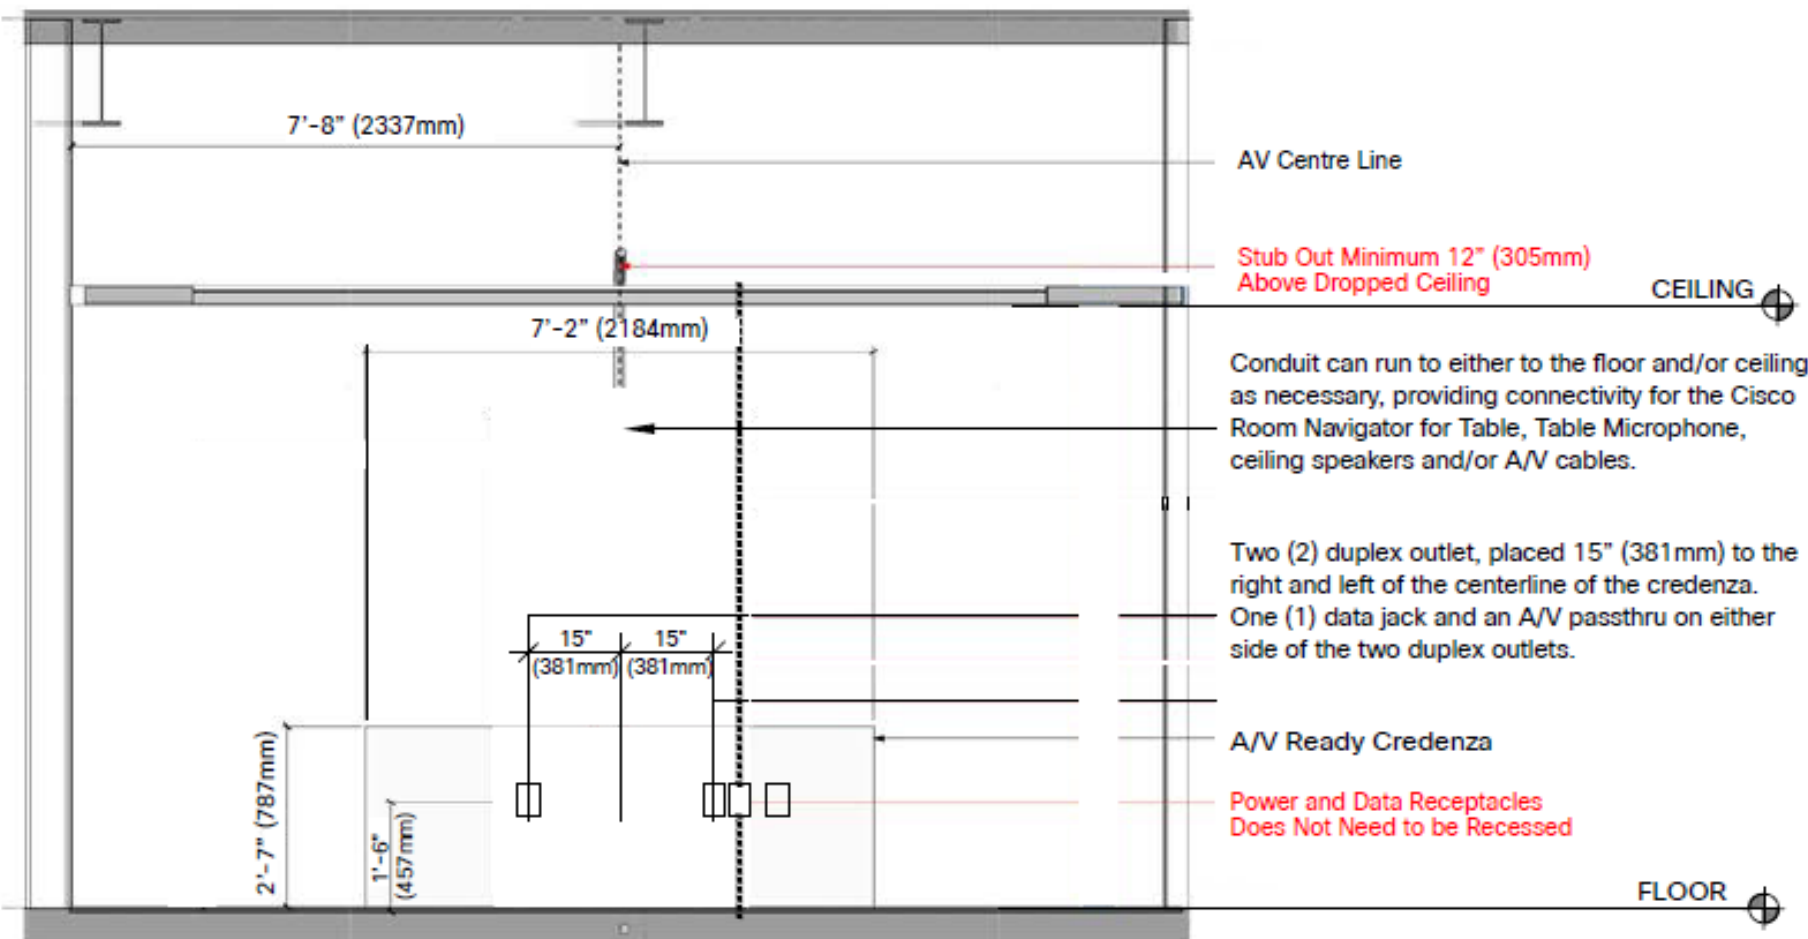 7'-8" (2337mm)
AV Centre Line
Stub Out Minimum 12" (305mm)
Above Dropped Ceiling
CEILING
7'-2" (2184mm)
Conduit can run to either to the floor and/or ceiling
as necessary, providing connectivity for the Cisco
Room Navigator for Table, Table Microphone,
ceiling speakers and/or A/V cables.
Two (2) duplex outlet, placed 15" (381mm) to the
right and left of the centerline of the credenza.
One (1) data jack and an A/V passthru on either
side of the two duplex outlets.
15"
(381mm)
15"
(381mm)
A/V Ready Credenza
2'-7" (787mm)
1'-6"
(457mm)
Power and Data Receptacles
Does Not Need to be Recessed
FLOOR